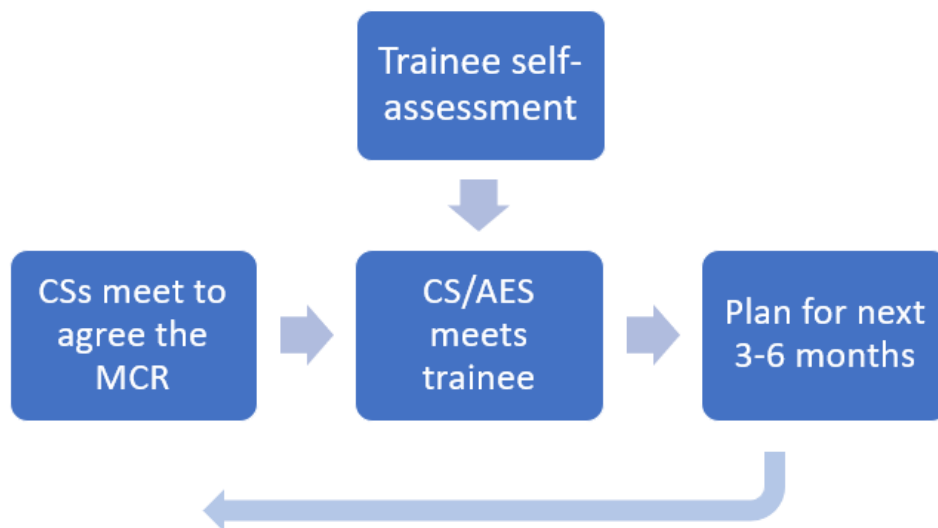 Trainee self-
assessment
CSs meet to
agree the
MCR
CS/AES
meets
trainee
Plan for next
3-6 months